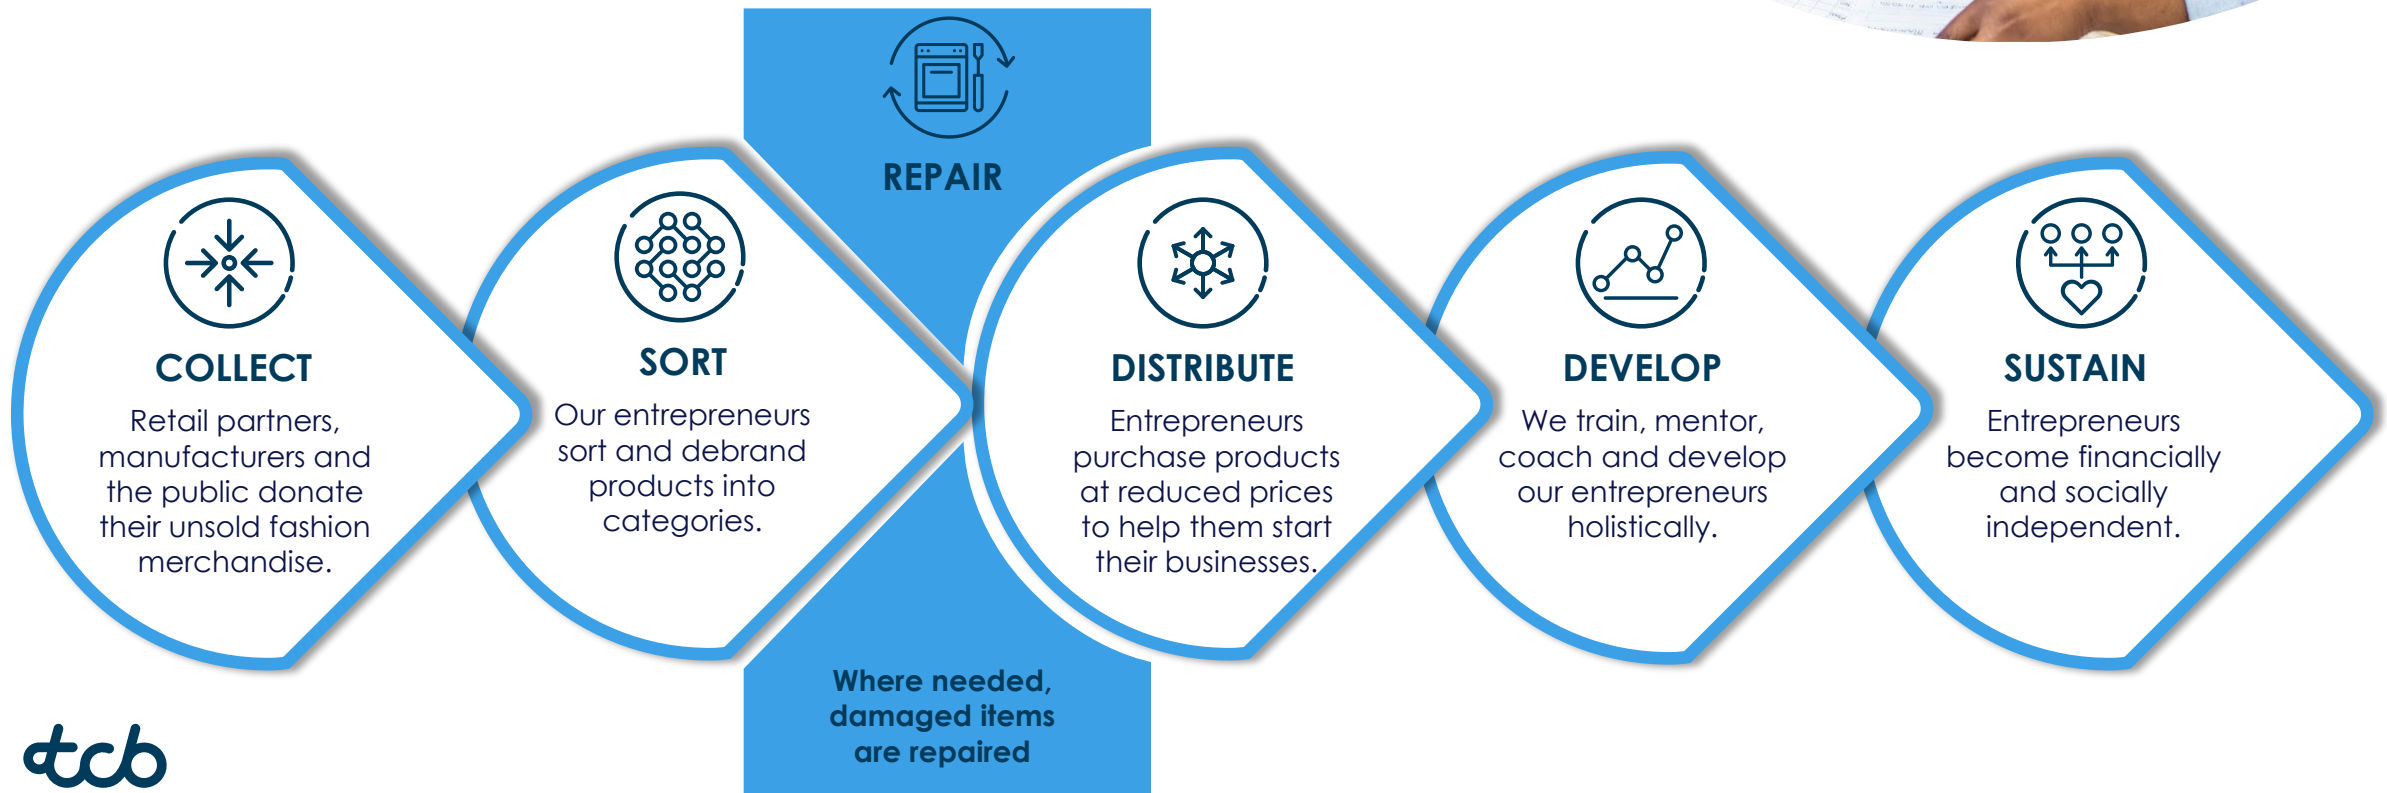 REPAIR
COLLECT
Retail partners,
manufacturers and
the public donate
their unsold fashion
merchandise.
SORT
Our entrepreneurs
sort and debrand
products into
categories.
DISTRIBUTE
Entrepreneurs
purchase products
at reduced prices
to help them start
their businesses.
DEVELOP
We train, mentor,
coach and develop
our entrepreneurs
holistically.
SUSTAIN
Entrepreneurs
become financially
and socially
independent.
Where needed,
damaged items
are repaired
tcb